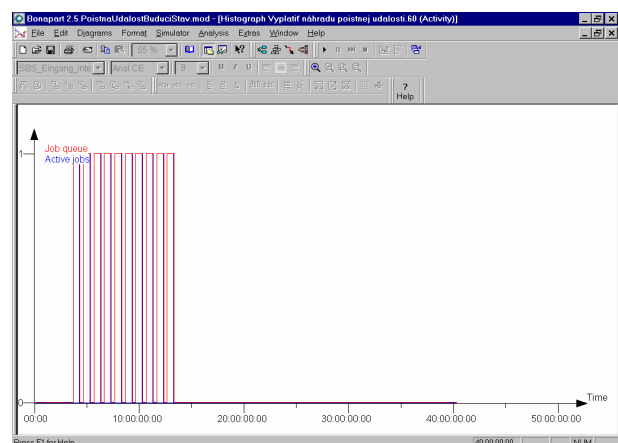 Bonapart 2.5 PoistnaUdalostBuduciStav.mod - [Histograph Vyplatiť náhradu poistnej udalosti.60 (Activity)]
File Edit Diagrams Format Simulator Analysis Extras Window Help
55 %
SBS_Eingang_inte Arial CE 8 B I U
? Help
Job queue
Active jobs
1
0
Time
00:00 10:00:00:00 20:00:00:00 30:00:00:00 40:00:00:00 50:00:00:00
Press F1 for Help 40:00:00:00 NUM